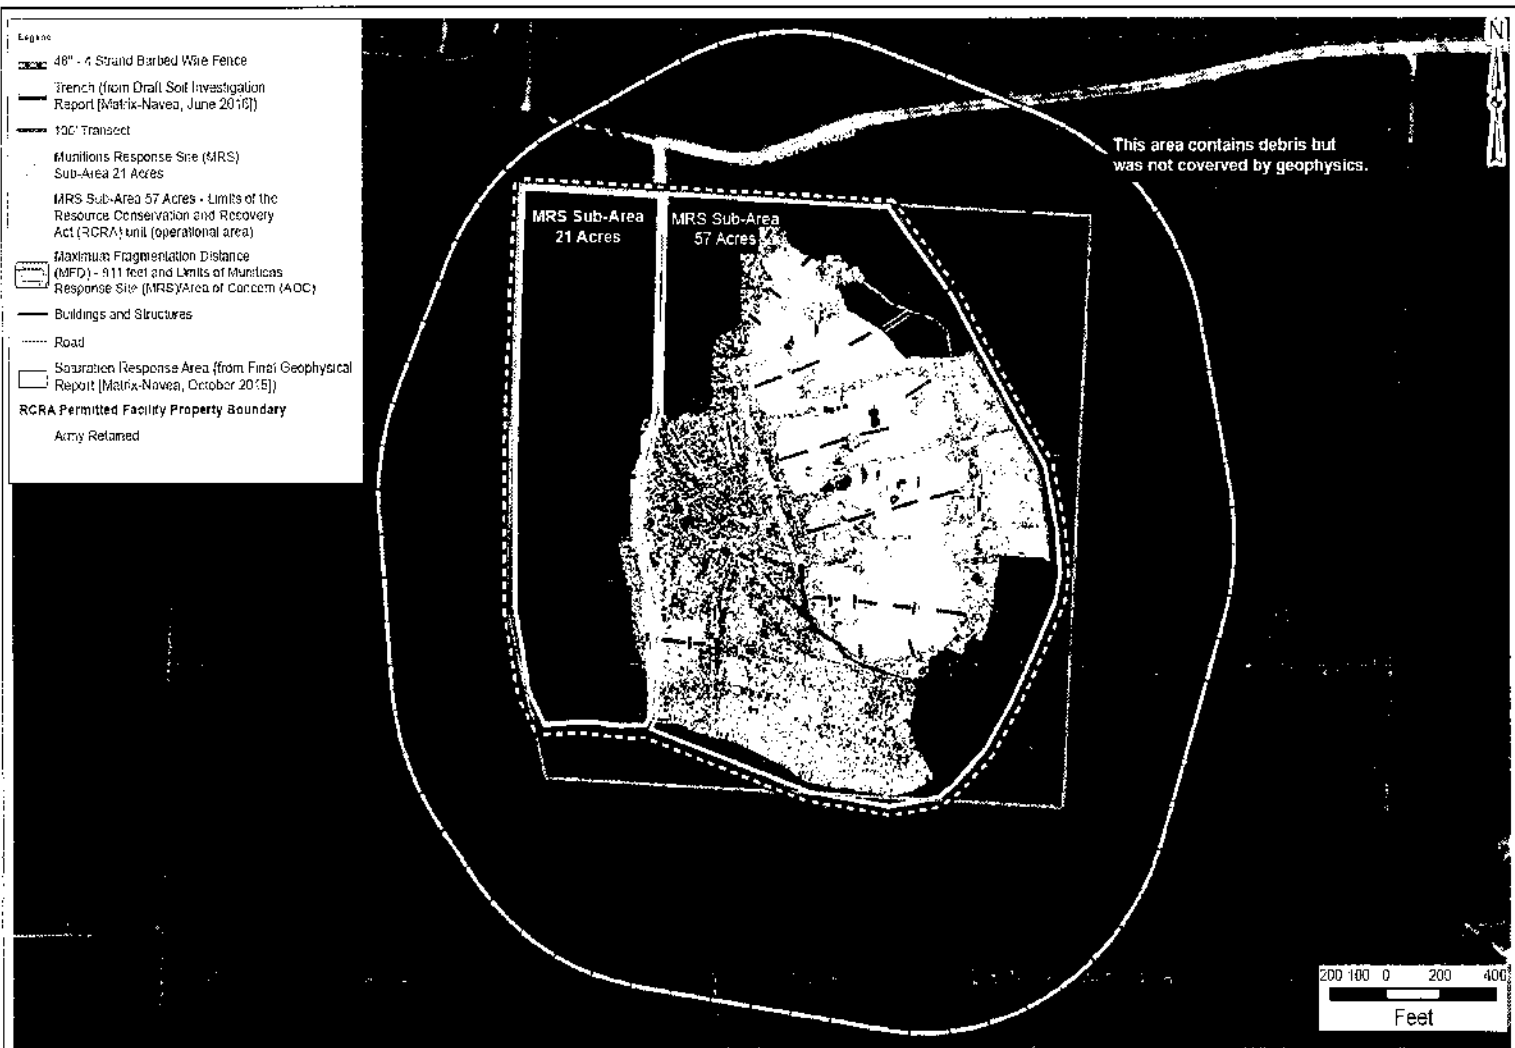 Legend
48" - 4 Strand Barbed Wire Fence
Trench (from Draft Soil Investigation
Report [Matrix-Navea, June 2016])
100' Transect
Munitions Response Site (MRS)
Sub-Area 21 Acres
MRS Sub-Area 57 Acres - Limits of the
Resource Conservation and Recovery
Act (RCRA) unit (operational area)
Maximum Fragmentation Distance
(MFD) - 911 feet and Limits of Munitions
Response Site (MRS)/Area of Concern (AOC)
Buildings and Structures
Road
Saturation Response Area (from Final Geophysical
Report [Matrix-Navea, October 2015])
RCRA Permitted Facility Property Boundary
Army Retained
N
This area contains debris but
was not coverved by geophysics.
MRS Sub-Area
21 Acres
MRS Sub-Area
57 Acres
200 100 0 200 400
Feet